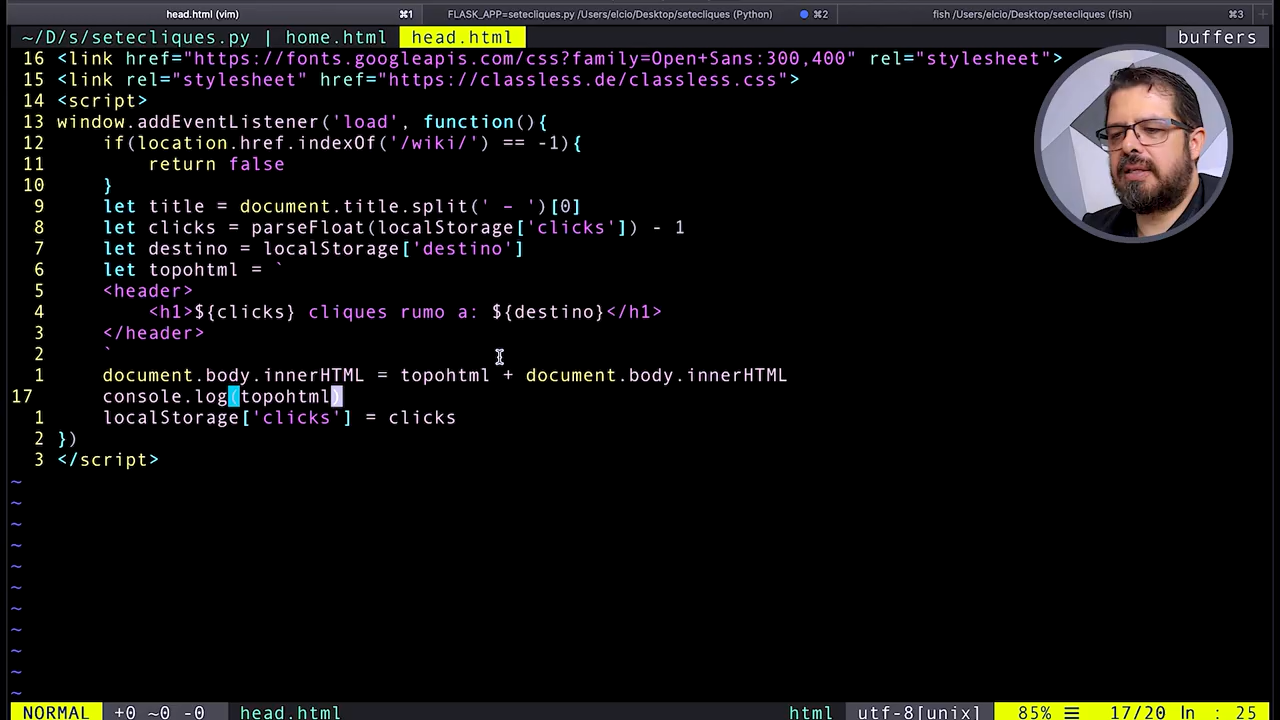 head.html (vim) ⌘1 FLASK_APP=setecliques.py /Users/elcio/Desktop/setecliques (Python) ⌘2 fish /Users/elcio/Desktop/setecliques (fish) ⌘3 +
~/D/s/setecliques.py | home.html head.html buffers
16 <link href="https://fonts.googleapis.com/css?family=Open+Sans:300,400" rel="stylesheet">
15 <link rel="stylesheet" href="https://classless.de/classless.css">
14 <script>
13 window.addEventListener('load', function(){
12     if(location.href.indexOf('/wiki/') == -1){
11         return false
10     }
9     let title = document.title.split(' – ')[0]
8     let clicks = parseFloat(localStorage['clicks']) - 1
7     let destino = localStorage['destino']
6     let topohtml = `
5     <header>
4         <h1>${clicks} cliques rumo a: ${destino}</h1>
3     </header>
2     `
1     document.body.innerHTML = topohtml + document.body.innerHTML
17     console.log(topohtml)
1     localStorage['clicks'] = clicks
2 })
3 </script>
~
~
~
~
~
~
~
~
~
~
~
NORMAL +0 ~0 -0 head.html html utf-8[unix] 85% ☰ 17/20 ln : 25